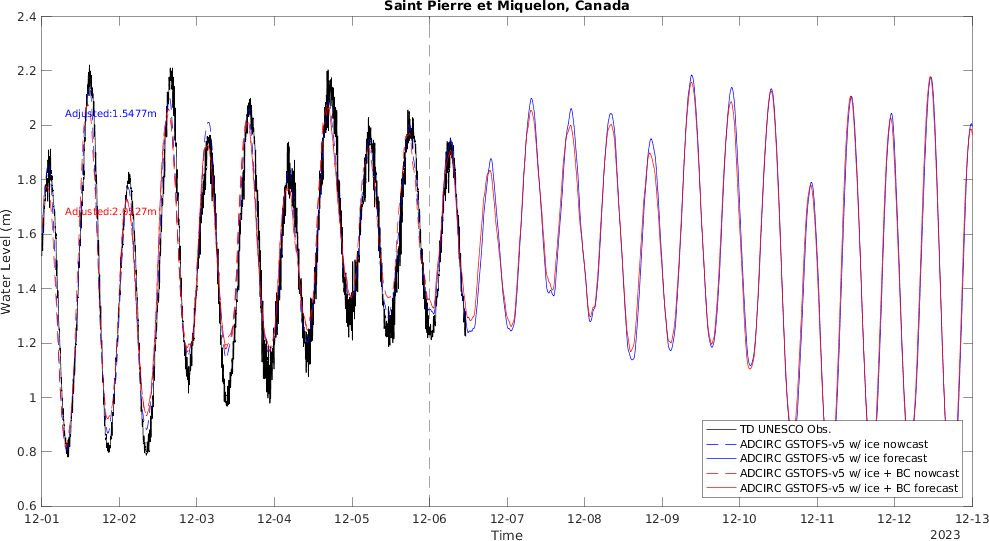 Saint Pierre et Miquelon, Canada
2.4
2.2
2
1.8
1.6
1.4
1.2
1
0.8
0.6
Water Level (m)
Adjusted:1.5477m
Adjusted:2.0527m
TD UNESCO Obs.
ADCIRC GSTOFS-v5 w/ ice nowcast
ADCIRC GSTOFS-v5 w/ ice forecast
ADCIRC GSTOFS-v5 w/ ice + BC nowcast
ADCIRC GSTOFS-v5 w/ ice + BC forecast
12-01 12-02 12-03 12-04 12-05 12-06 12-07 12-08 12-09 12-10 12-11 12-12 12-13
Time
2023